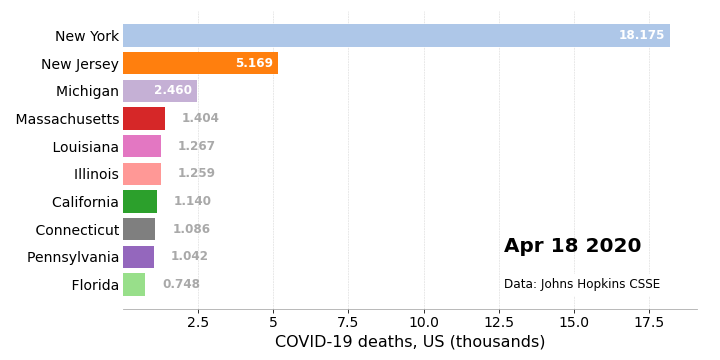 New York 18.175
New Jersey 5.169
Michigan 2.460
Massachusetts 1.404
Louisiana 1.267
Illinois 1.259
California 1.140
Connecticut 1.086
Pennsylvania 1.042
Florida 0.748
Apr 18 2020
Data: Johns Hopkins CSSE
2.5 5 7.5 10.0 12.5 15.0 17.5
COVID-19 deaths, US (thousands)